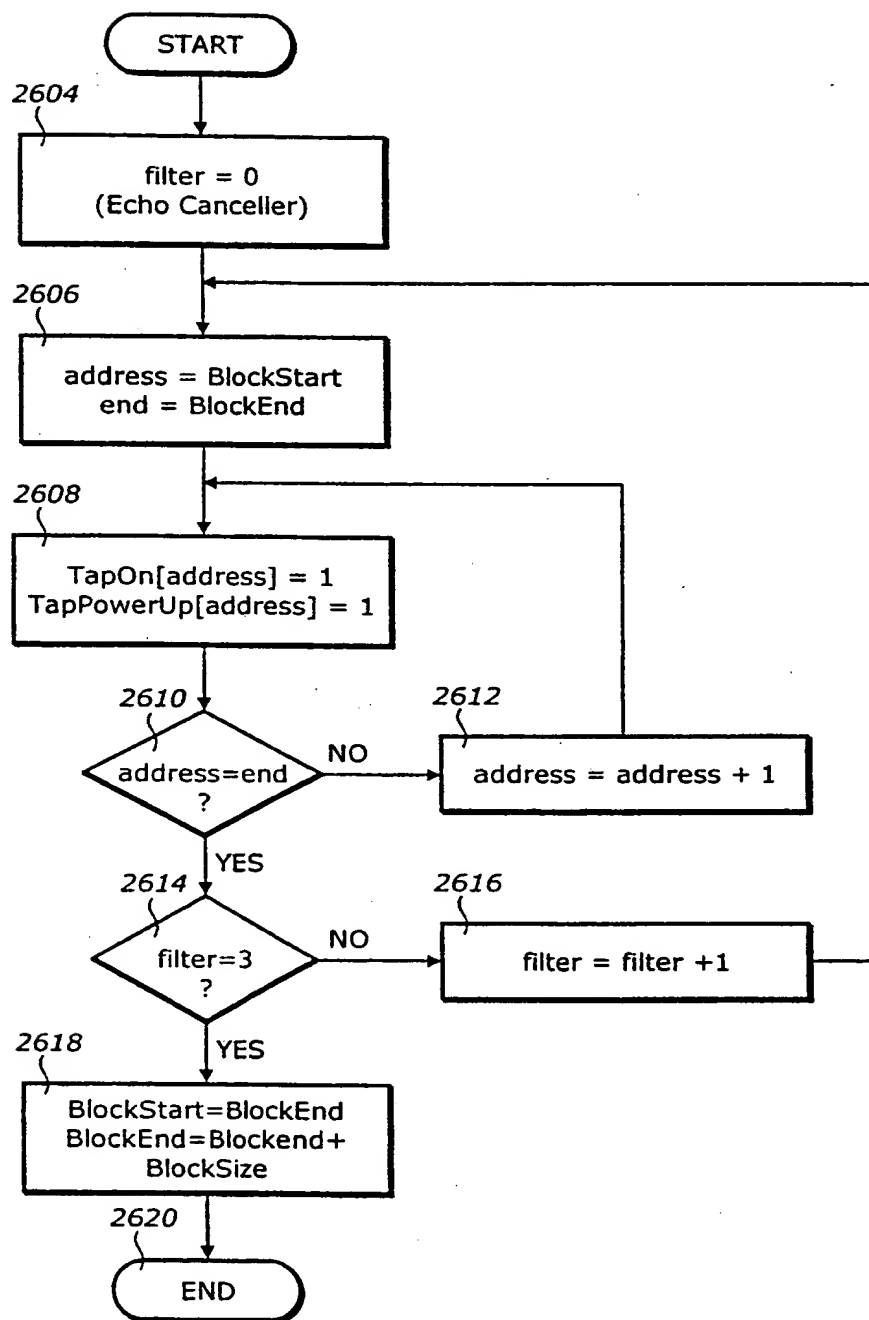 START
2604
filter = 0
(Echo Canceller)
2606
address = BlockStart
end = BlockEnd
2608
TapOn[address] = 1
TapPowerUp[address] = 1
2610
address=end
?
NO
2612
address = address + 1
YES
2614
filter=3
?
NO
2616
filter = filter +1
YES
2618
BlockStart=BlockEnd
BlockEnd=Blockend+
BlockSize
2620
END